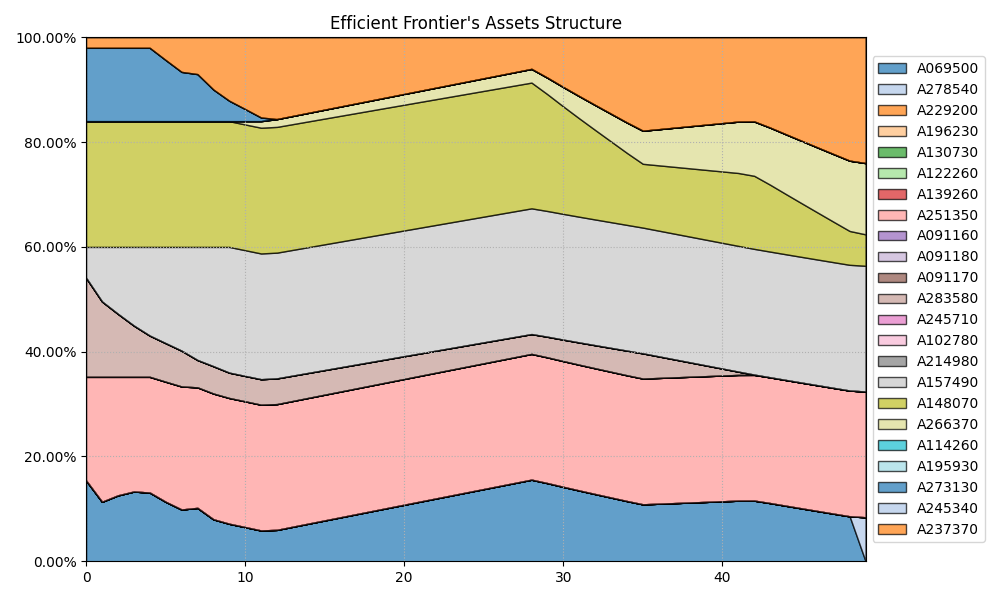 Efficient Frontier's Assets Structure
100.00%
80.00%
60.00%
40.00%
20.00%
0.00%
0
10
20
30
40
A069500
A278540
A229200
A196230
A130730
A122260
A139260
A251350
A091160
A091180
A091170
A283580
A245710
A102780
A214980
A157490
A148070
A266370
A114260
A195930
A273130
A245340
A237370